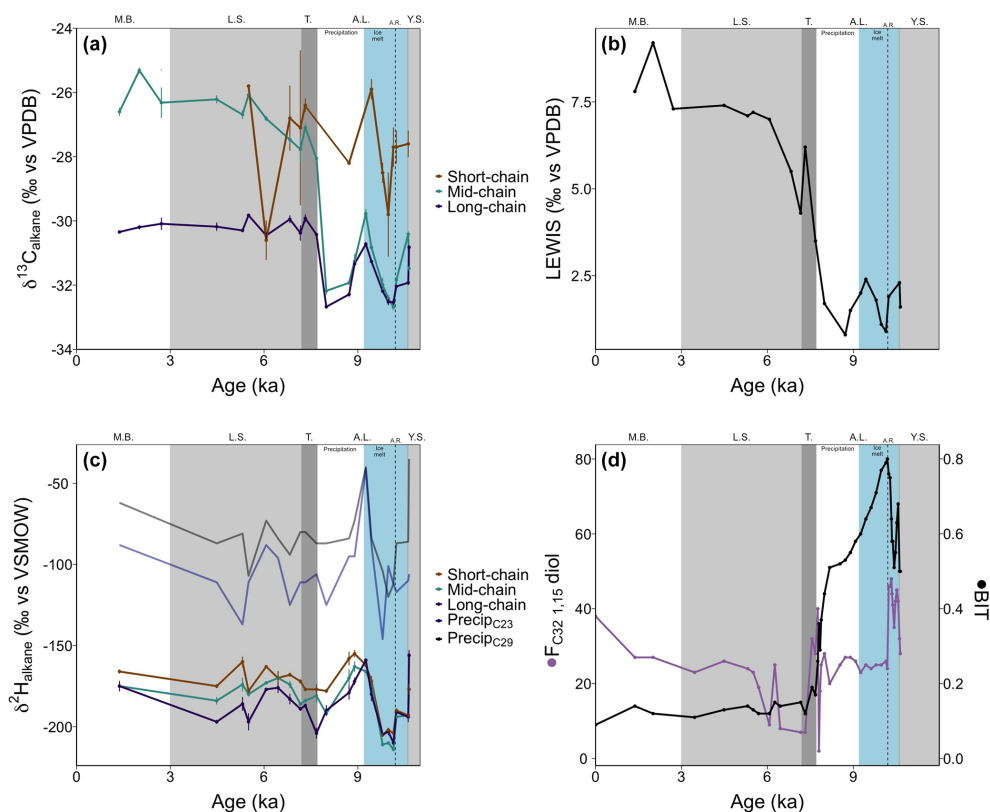 M.B. L.S. T. A.L. A.R. Y.S.
Precipitation Ice
melt
(a)
-24
-26
-28
-30
-32
-34
δ¹³Calkane (‰ vs VPDB)
0 3 6 9
Age (ka)
Short-chain
Mid-chain
Long-chain
M.B. L.S. T. A.L. A.R. Y.S.
Precipitation Ice
melt
(b)
7.5
5.0
2.5
LEWIS (‰ vs VPDB)
0 3 6 9
Age (ka)
M.B. L.S. T. A.L. A.R. Y.S.
Precipitation Ice
melt
(c)
-50
-100
-150
-200
δ²Halkane (‰ vs VSMOW)
0 3 6 9
Age (ka)
Short-chain
Mid-chain
Long-chain
PrecipC23
PrecipC29
M.B. L.S. T. A.L. A.R. Y.S.
Precipitation Ice
melt
(d)
80
60
40
20
0
FC32 1,15 diol
0.8
0.6
0.4
0.2
0.0
BIT
0 3 6 9
Age (ka)